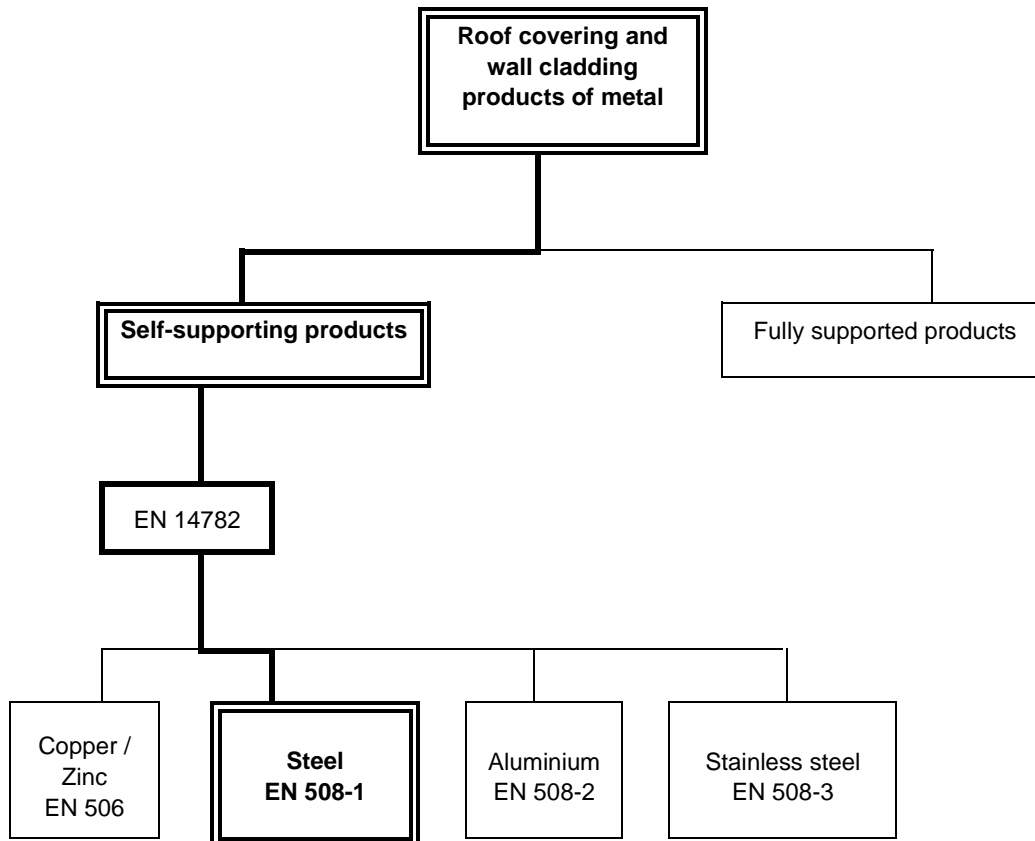 Roof covering and
wall cladding
products of metal
Self-supporting products
Fully supported products
EN 14782
Copper /
Zinc
EN 506
Steel
EN 508-1
Aluminium
EN 508-2
Stainless steel
EN 508-3